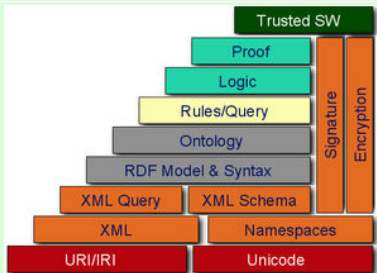 Trusted SW
Proof
Logic
Rules/Query
Ontology
RDF Model & Syntax
XML Query
XML Schema
XML
Namespaces
URI/IRI
Unicode
Signature
Encryption